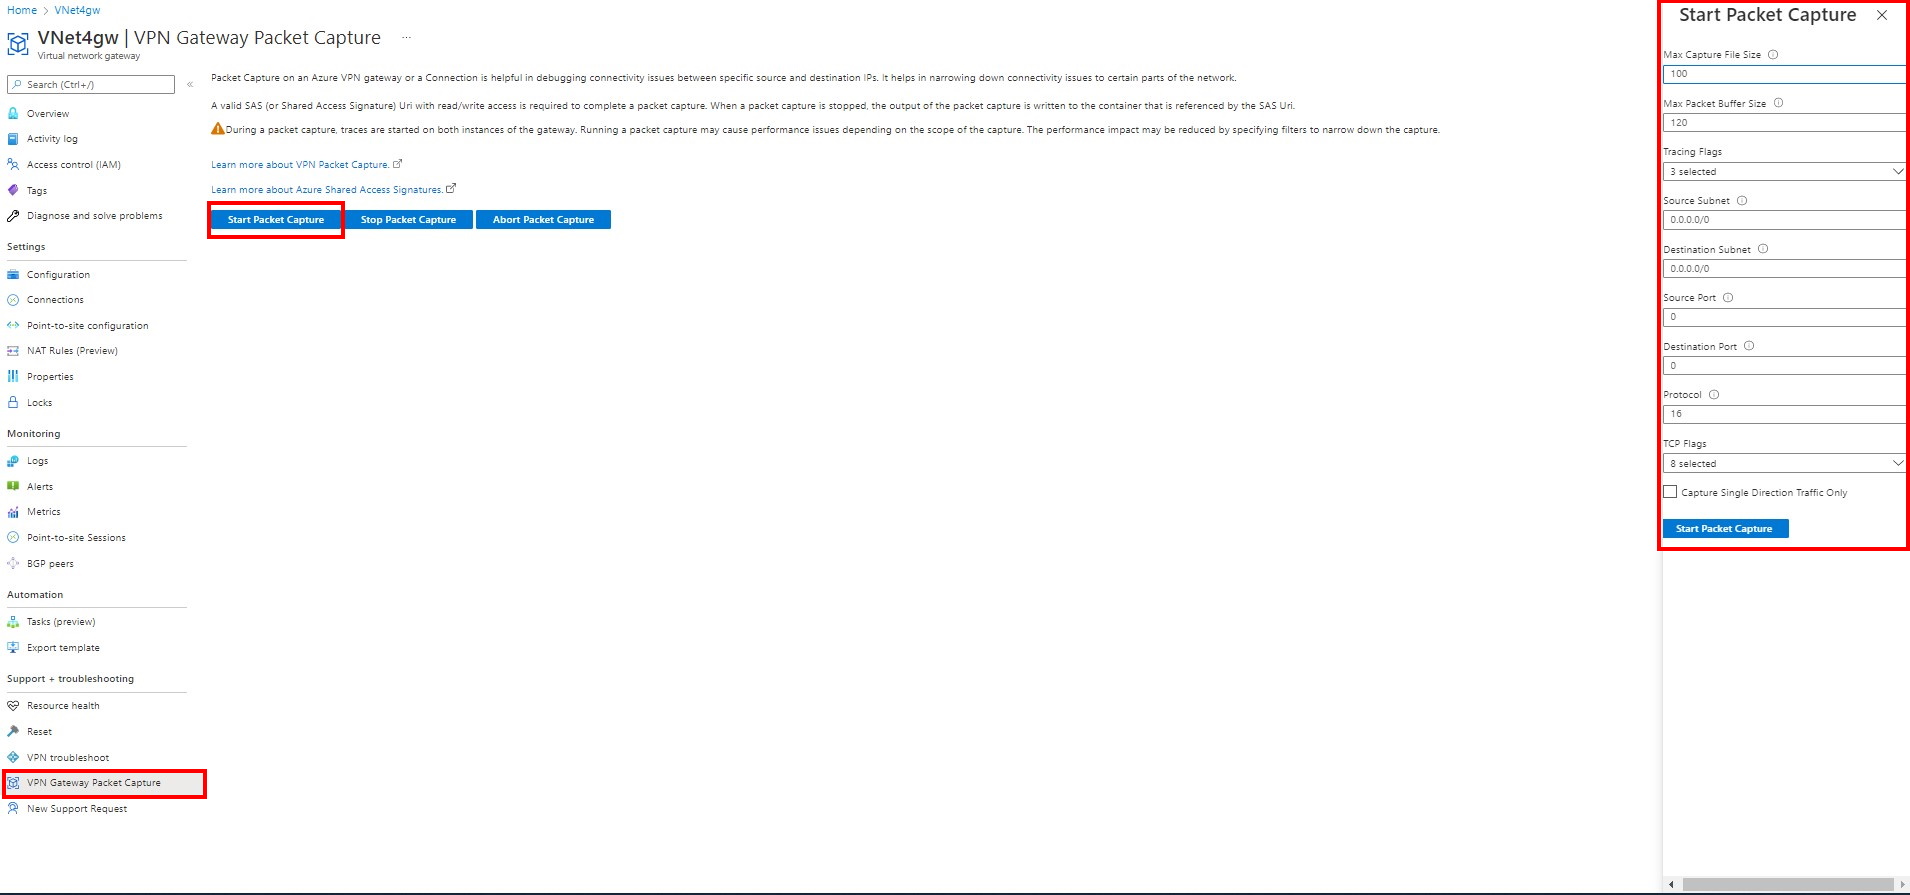 Home > VNet4gw
VNet4gw | VPN Gateway Packet Capture ...
Virtual network gateway
Search (Ctrl+/) «
Overview
Activity log
Access control (IAM)
Tags
Diagnose and solve problems
Settings
Configuration
Connections
Point-to-site configuration
NAT Rules (Preview)
Properties
Locks
Monitoring
Logs
Alerts
Metrics
Point-to-site Sessions
BGP peers
Automation
Tasks (preview)
Export template
Support + troubleshooting
Resource health
Reset
VPN troubleshoot
VPN Gateway Packet Capture
New Support Request
Packet Capture on an Azure VPN gateway or a Connection is helpful in debugging connectivity issues between specific source and destination IPs. It helps in narrowing down connectivity issues to certain parts of the network.
A valid SAS (or Shared Access Signature) Uri with read/write access is required to complete a packet capture. When a packet capture is stopped, the output of the packet capture is written to the container that is referenced by the SAS Uri.
During a packet capture, traces are started on both instances of the gateway. Running a packet capture may cause performance issues depending on the scope of the capture. The performance impact may be reduced by specifying filters to narrow down the capture.
Learn more about VPN Packet Capture.
Learn more about Azure Shared Access Signatures.
Start Packet Capture Stop Packet Capture Abort Packet Capture
Start Packet Capture
Max Capture File Size
100
Max Packet Buffer Size
120
Tracing Flags
3 selected
Source Subnet
0.0.0.0/0
Destination Subnet
0.0.0.0/0
Source Port
0
Destination Port
0
Protocol
16
TCP Flags
8 selected
Capture Single Direction Traffic Only
Start Packet Capture